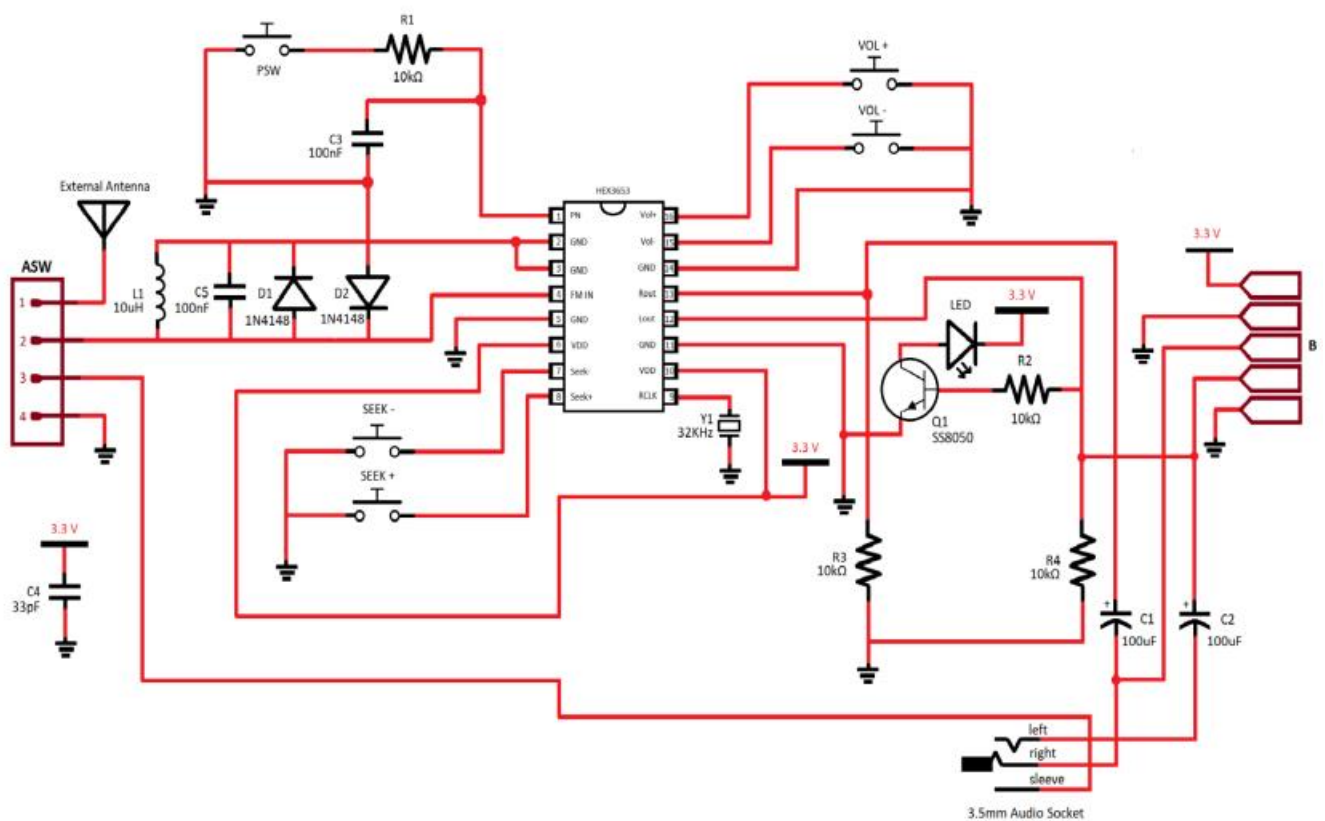 R1
PSW
10kΩ
C3
100nF
VOL +
VOL -
External Antenna
HEX3653
1 PN Vol+ 16
2 GND Vol- 15
3 GND GND 14
4 FM IN Rout 13
5 GND Lout 12
6 VDD GND 11
7 Seek- VDD 10
8 Seek+ RCLK 9
ASW
1
2
3
4
L1
10uH
C5
100nF
D1
1N4148
D2
1N4148
3.3 V
LED
3.3 V
B
R2
10kΩ
Q1
SS8050
Y1
32KHz
3.3 V
SEEK -
SEEK +
3.3 V
C4
33pF
R3
10kΩ
R4
10kΩ
+
C1
100uF
+
C2
100uF
left
right
sleeve
3.5mm Audio Socket